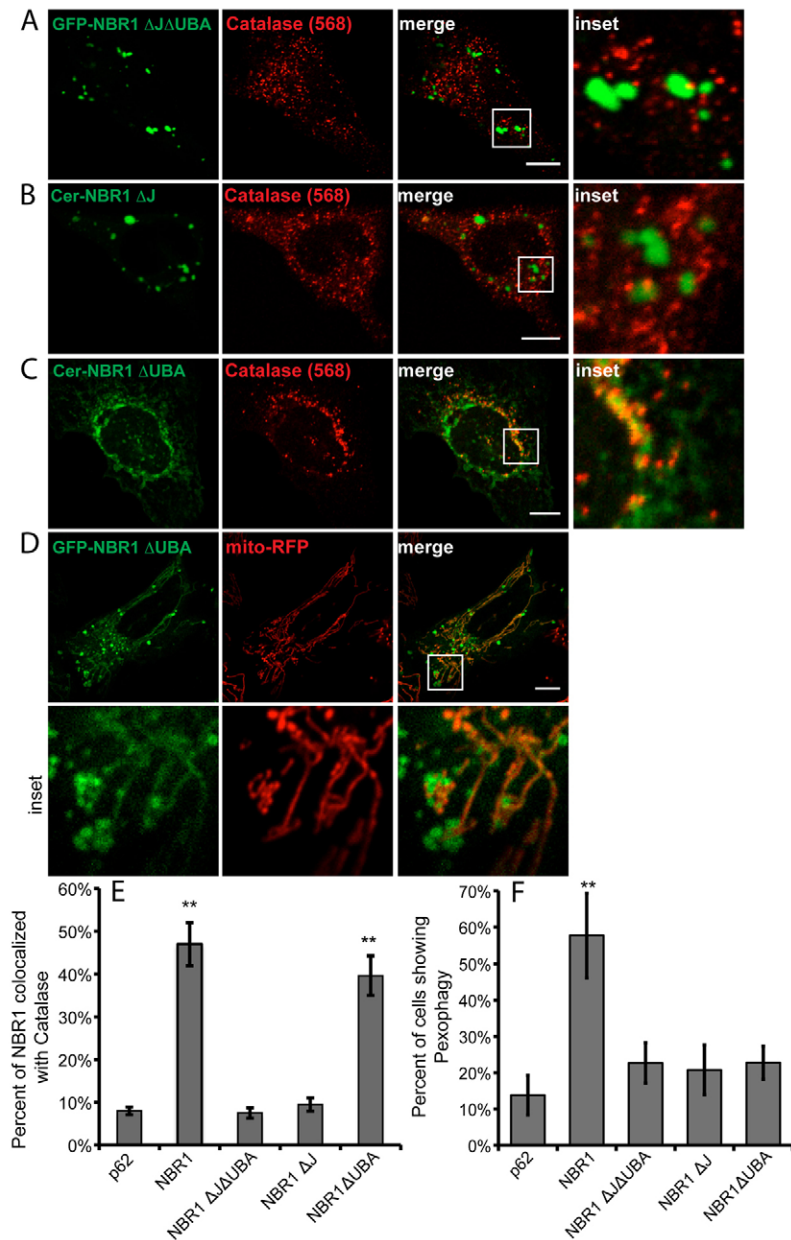 A
GFP-NBR1 ΔJΔUBA
Catalase (568)
merge
inset
B
Cer-NBR1 ΔJ
Catalase (568)
merge
inset
C
Cer-NBR1 ΔUBA
Catalase (568)
merge
inset
D
GFP-NBR1 ΔUBA
mito-RFP
merge
inset
E
Percent of NBR1 colocalized
with Catalase
60%
50%
40%
30%
20%
10%
0%
**
**
p62
NBR1
NBR1 ΔJΔUBA
NBR1 ΔJ
NBR1ΔUBA
F
Percent of cells showing
Pexophagy
70%
60%
50%
40%
30%
20%
10%
0%
**
p62
NBR1
NBR1 ΔJΔUBA
NBR1 ΔJ
NBR1ΔUBA